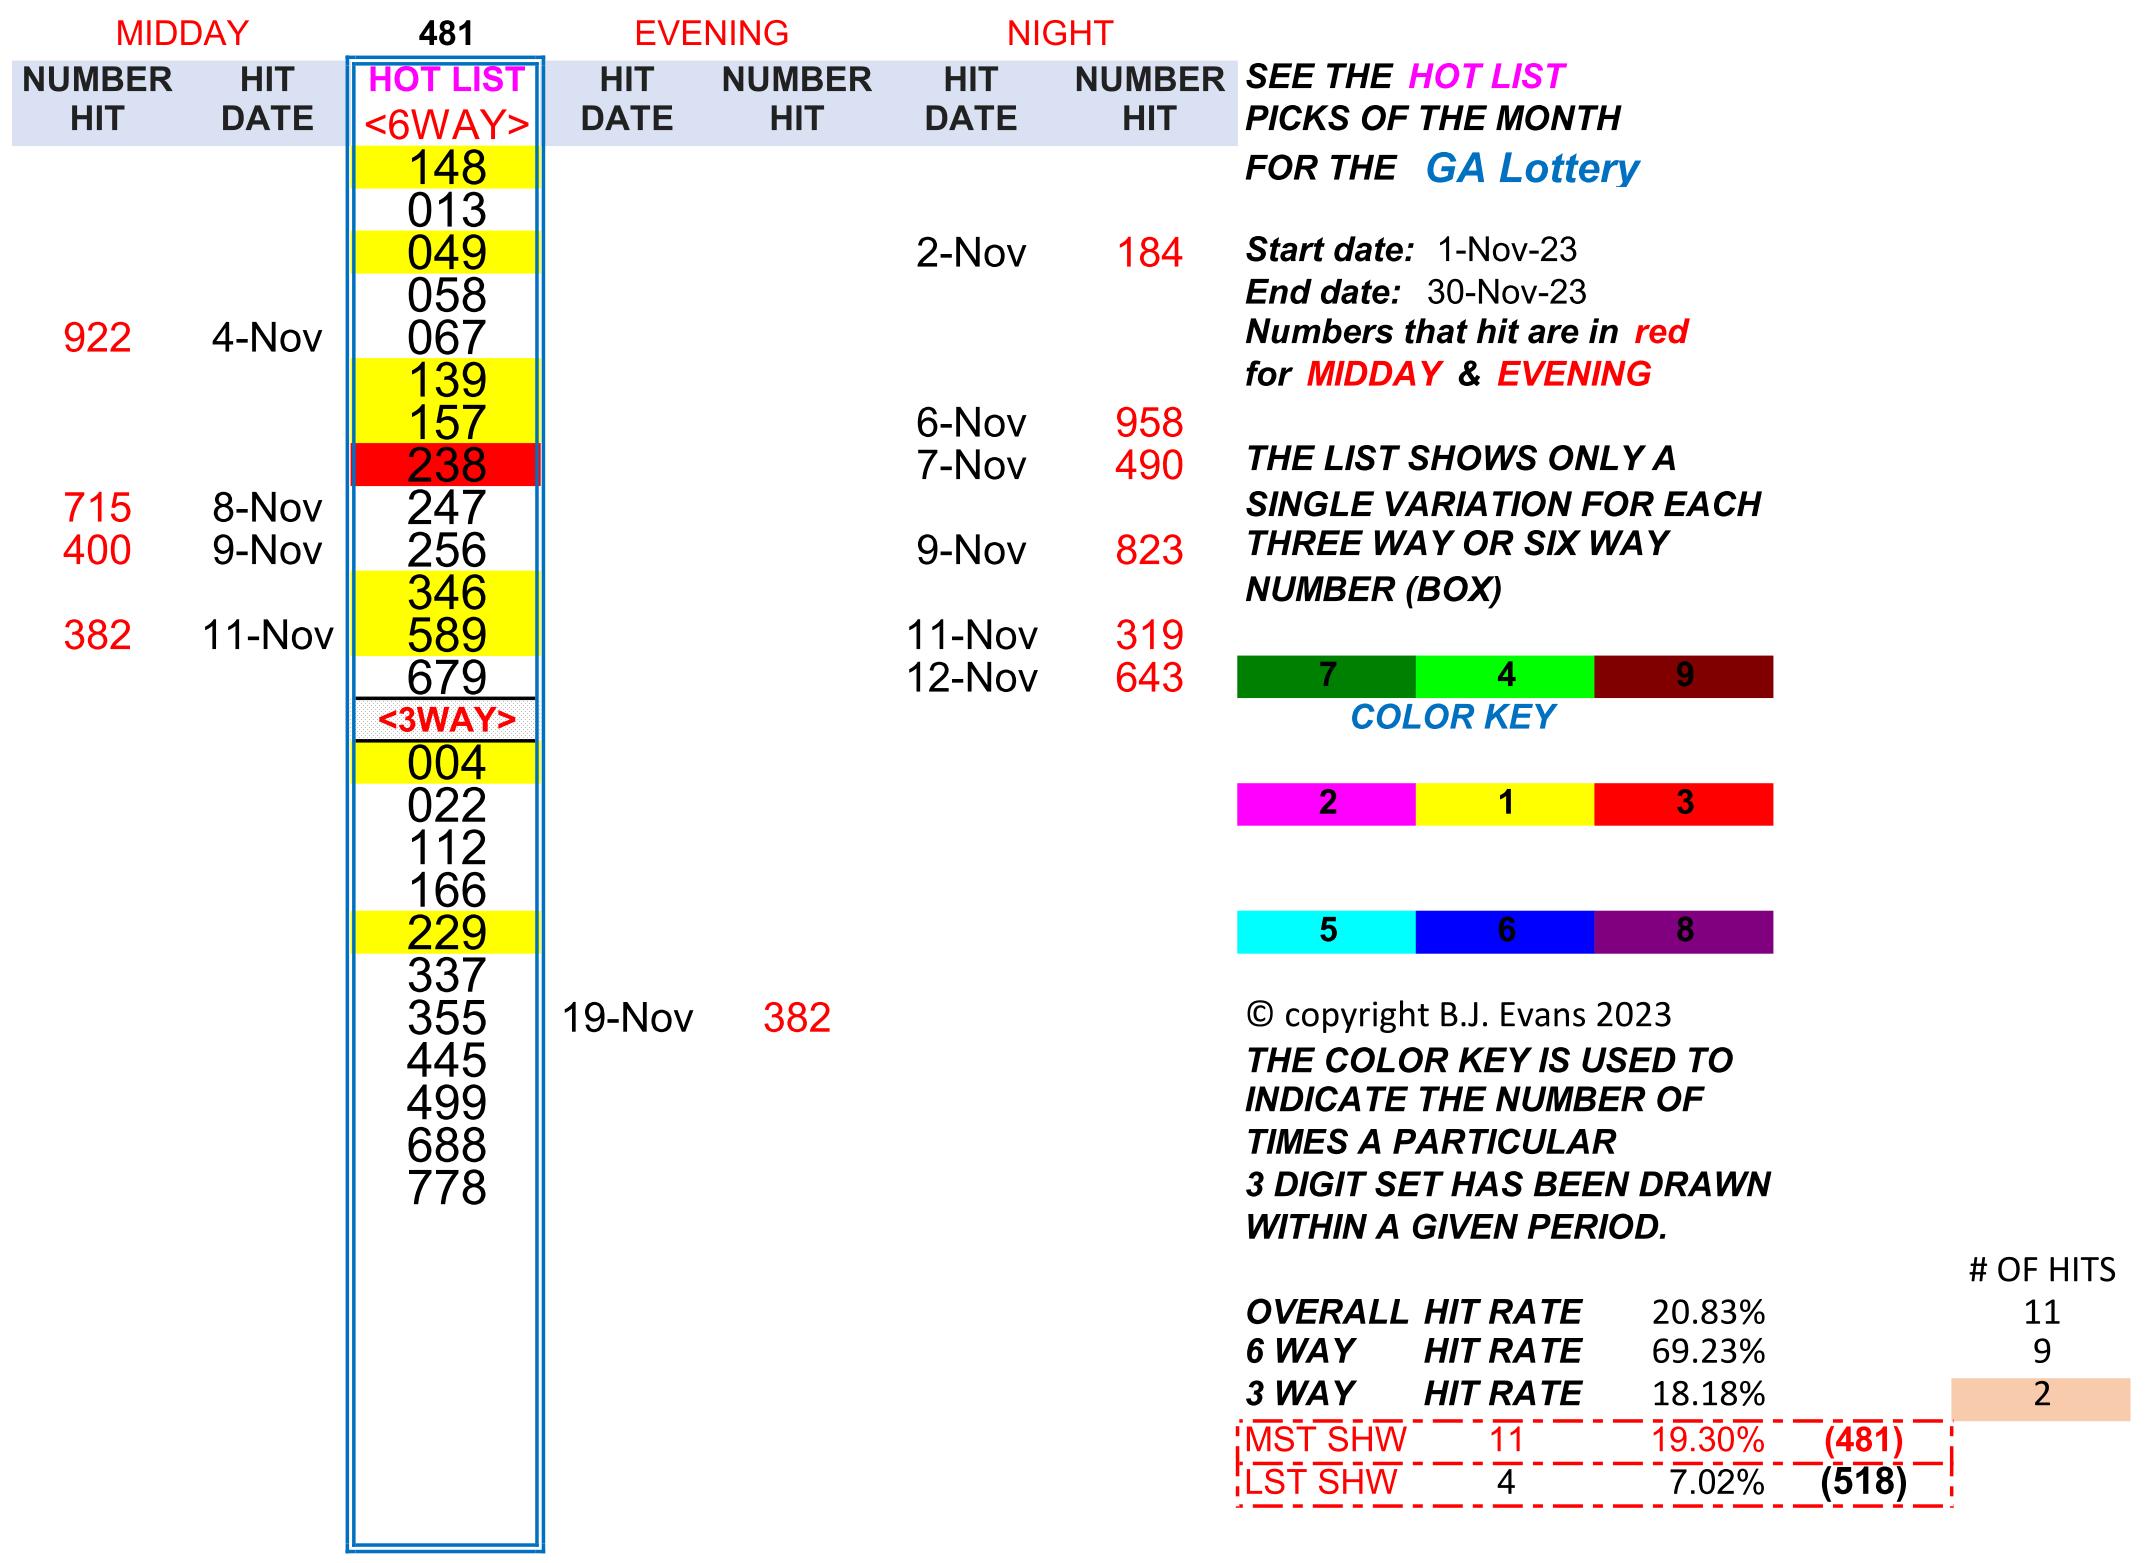 MIDDAY 481 EVENING NIGHT
NUMBER HIT HOT LIST HIT NUMBER HIT NUMBER SEE THE HOT LIST
HIT DATE <6WAY> DATE HIT DATE HIT PICKS OF THE MONTH
148 FOR THE GA Lottery
013
049 2-Nov 184 Start date: 1-Nov-23
058 End date: 30-Nov-23
922 4-Nov 067 Numbers that hit are in red
139 for MIDDAY & EVENING
157 6-Nov 958
238 7-Nov 490 THE LIST SHOWS ONLY A
715 8-Nov 247 SINGLE VARIATION FOR EACH
400 9-Nov 256 9-Nov 823 THREE WAY OR SIX WAY
346 NUMBER (BOX)
382 11-Nov 589 11-Nov 319
679 12-Nov 643 7 4 9
<3WAY> COLOR KEY
004
022 2 1 3
112
166
229 5 6 8
337
355 19-Nov 382 © copyright B.J. Evans 2023
445 THE COLOR KEY IS USED TO
499 INDICATE THE NUMBER OF
688 TIMES A PARTICULAR
778 3 DIGIT SET HAS BEEN DRAWN
WITHIN A GIVEN PERIOD.
# OF HITS
OVERALL HIT RATE 20.83% 11
6 WAY HIT RATE 69.23% 9
3 WAY HIT RATE 18.18% 2
MST SHW 11 19.30% (481)
LST SHW 4 7.02% (518)